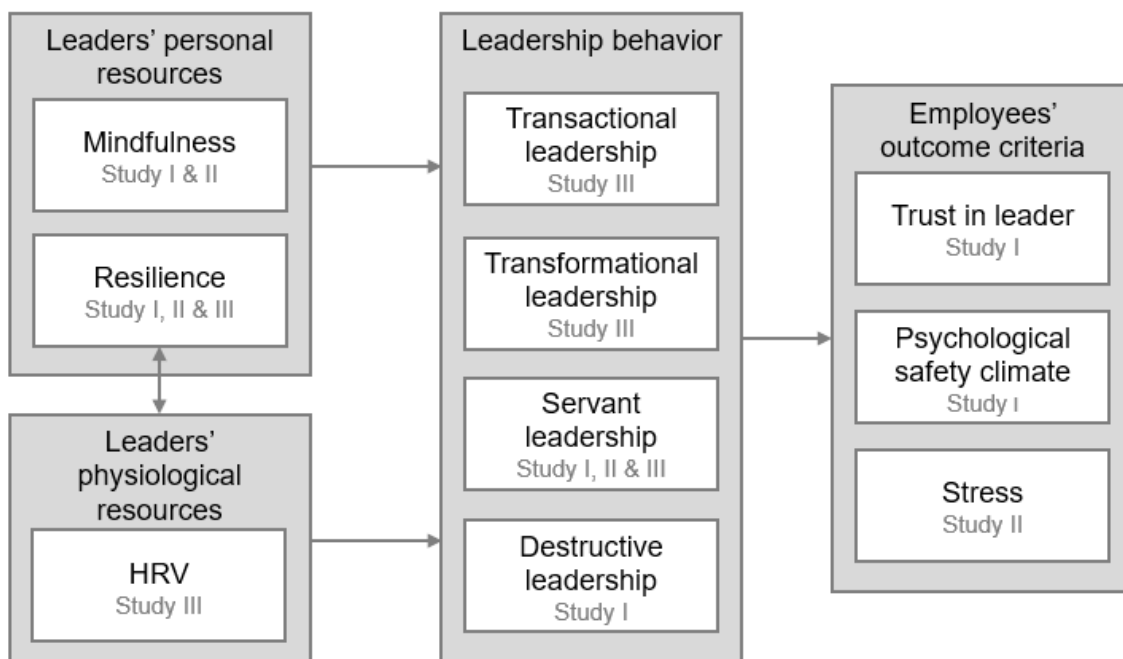 Leaders' personal
resources
Mindfulness
Study I & II
Resilience
Study I, II & III
Leaders'
physiological
resources
HRV
Study III
Leadership behavior
Transactional
leadership
Study III
Transformational
leadership
Study III
Servant
leadership
Study I, II & III
Destructive
leadership
Study I
Employees'
outcome criteria
Trust in leader
Study I
Psychological
safety climate
Study I
Stress
Study II